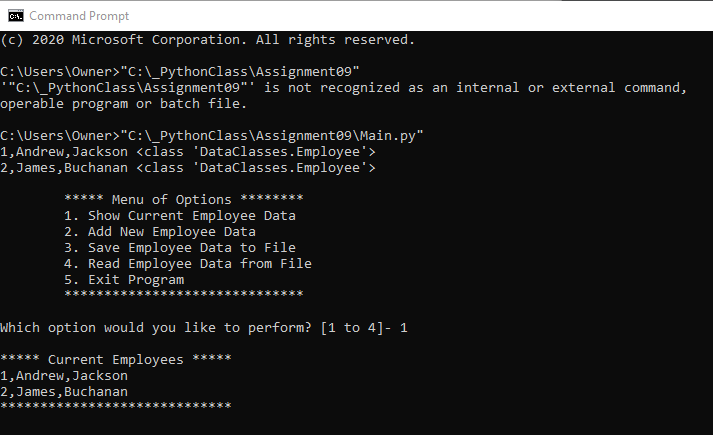 Command Prompt
(c) 2020 Microsoft Corporation. All rights reserved.
C:\Users\Owner>"C:\_PythonClass\Assignment09"
'"C:\_PythonClass\Assignment09"' is not recognized as an internal or external command,
operable program or batch file.
C:\Users\Owner>"C:\_PythonClass\Assignment09\Main.py"
1,Andrew,Jackson <class 'DataClasses.Employee'>
2,James,Buchanan <class 'DataClasses.Employee'>
***** Menu of Options ********
1. Show Current Employee Data
2. Add New Employee Data
3. Save Employee Data to File
4. Read Employee Data from File
5. Exit Program
******************************
Which option would you like to perform? [1 to 4]- 1
***** Current Employees *****
1,Andrew,Jackson
2,James,Buchanan
*****************************